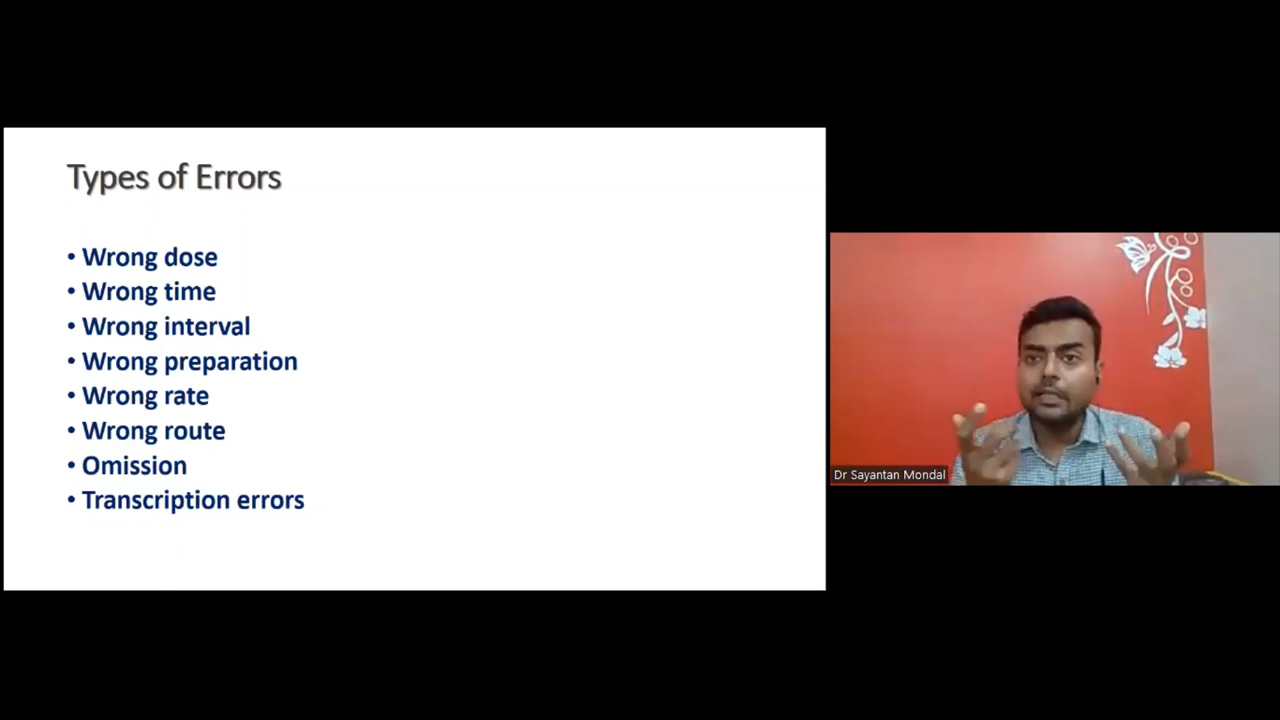 Types of Errors
• Wrong dose
• Wrong time
• Wrong interval
• Wrong preparation
• Wrong rate
• Wrong route
• Omission
• Transcription errors
Dr Sayantan Mondal